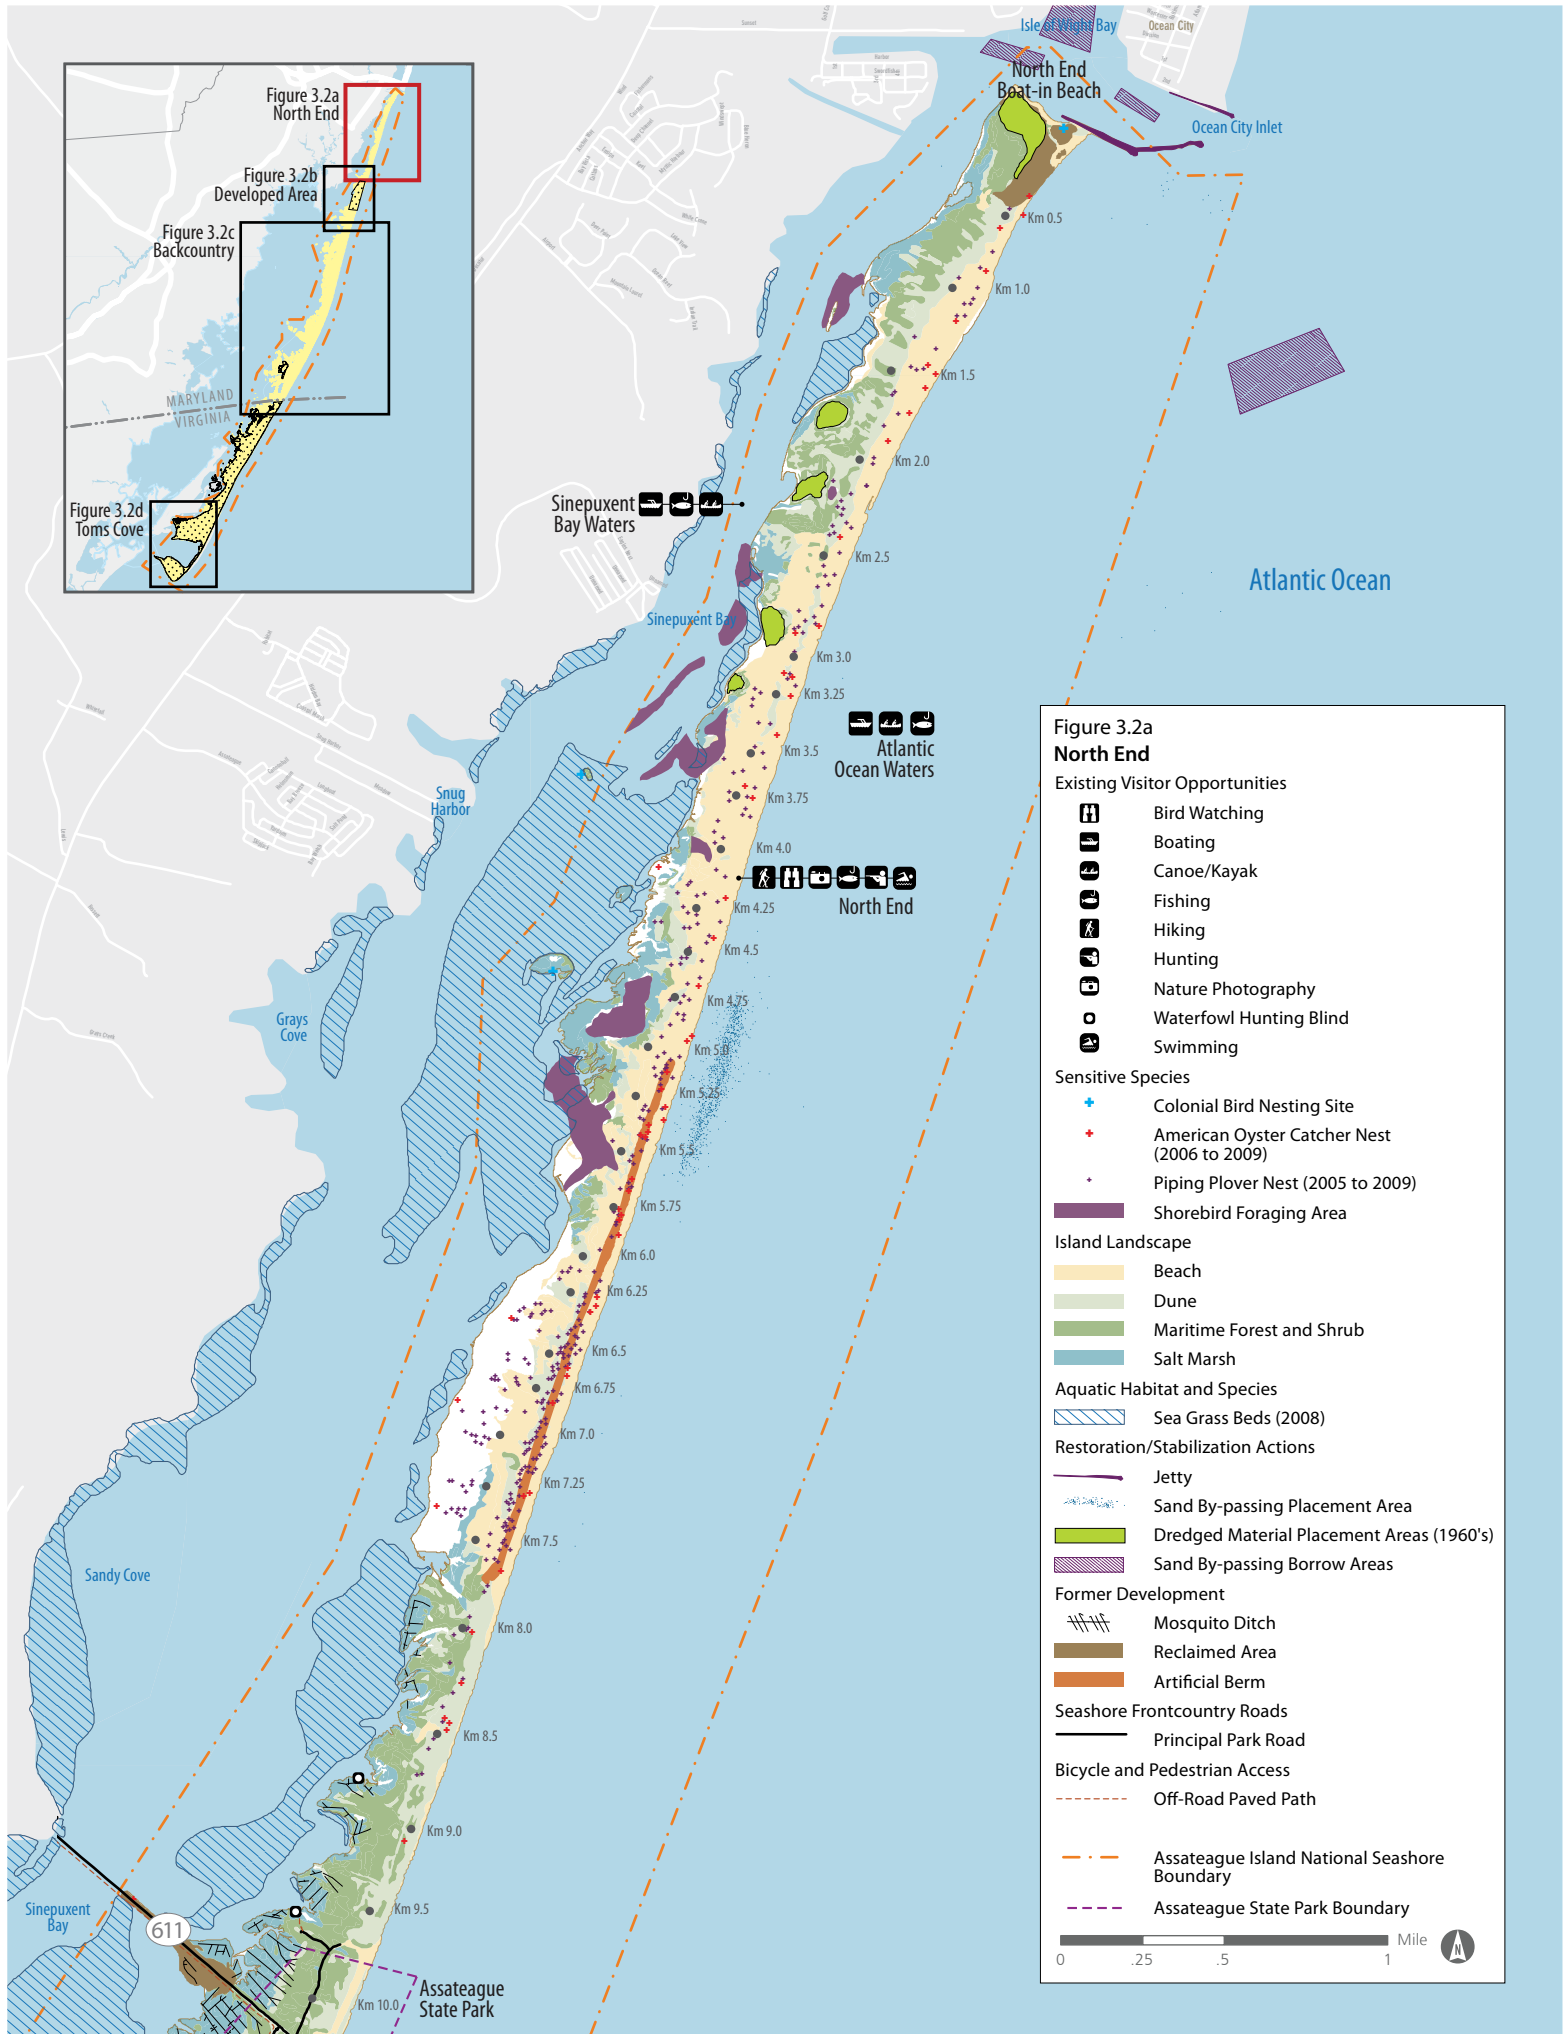 Isle of Wight Bay
Ocean City
North End
Boat-in Beach
Ocean City Inlet
Figure 3.2a
North End
Figure 3.2b
Developed Area
Figure 3.2c
Backcountry
MARYLAND
VIRGINIA
Figure 3.2d
Toms Cove
Km 0.5
Km 1.0
Km 1.5
Km 2.0
Sinepuxent
Bay Waters
Km 2.5
Atlantic Ocean
Sinepuxent Bay
Km 3.0
Km 3.25
Km 3.5
Atlantic
Ocean Waters
Snug
Harbor
Km 3.75
Km 4.0
North End
Km 4.25
Km 4.5
Km 4.75
Grays
Cove
Km 5.0
Km 5.25
Km 5.5
Km 5.75
Km 6.0
Km 6.25
Km 6.5
Km 6.75
Km 7.0
Km 7.25
Km 7.5
Sandy Cove
Km 8.0
Km 8.5
Km 9.0
Km 9.5
Sinepuxent
Bay
611
Assateague
State Park
Km 10.0
Figure 3.2a
North End
Existing Visitor Opportunities
Bird Watching
Boating
Canoe/Kayak
Fishing
Hiking
Hunting
Nature Photography
Waterfowl Hunting Blind
Swimming
Sensitive Species
Colonial Bird Nesting Site
American Oyster Catcher Nest
(2006 to 2009)
Piping Plover Nest (2005 to 2009)
Shorebird Foraging Area
Island Landscape
Beach
Dune
Maritime Forest and Shrub
Salt Marsh
Aquatic Habitat and Species
Sea Grass Beds (2008)
Restoration/Stabilization Actions
Jetty
Sand By-passing Placement Area
Dredged Material Placement Areas (1960's)
Sand By-passing Borrow Areas
Former Development
Mosquito Ditch
Reclaimed Area
Artificial Berm
Seashore Frontcountry Roads
Principal Park Road
Bicycle and Pedestrian Access
Off-Road Paved Path
Assateague Island National Seashore
Boundary
Assateague State Park Boundary
Mile
0 .25 .5 1
N